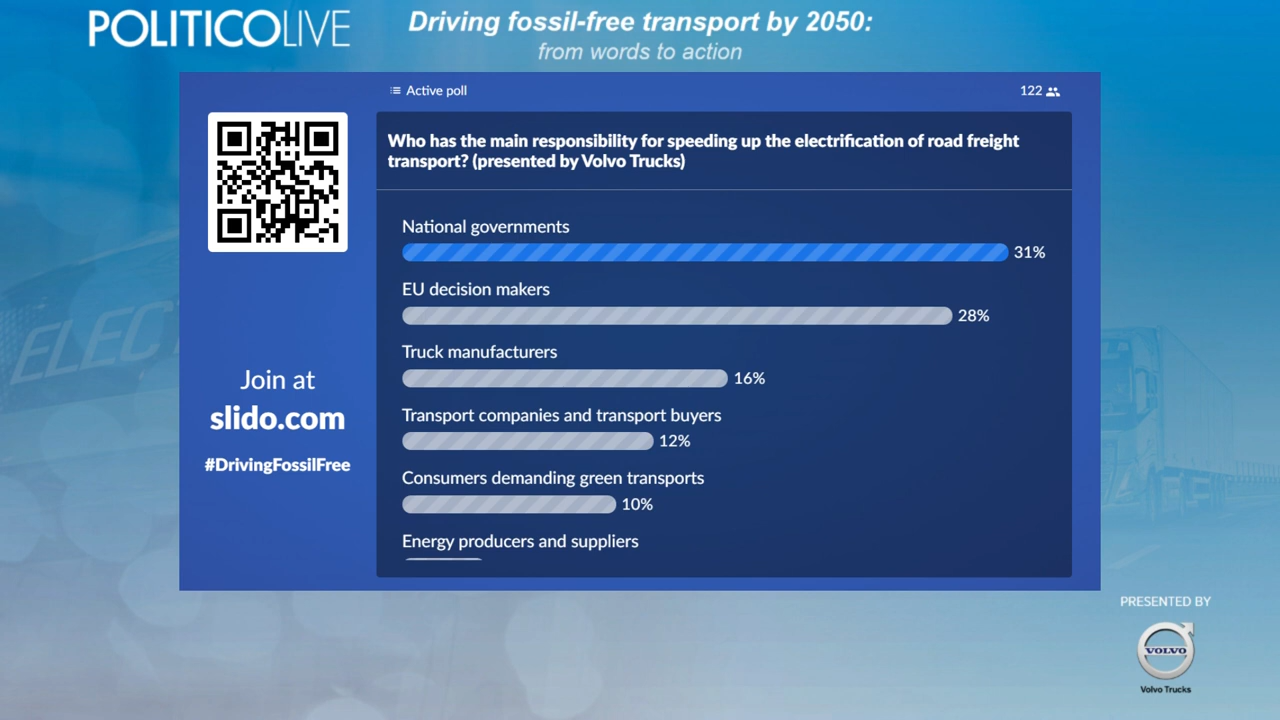 POLITICOLIVE
Driving fossil-free transport by 2050:
from words to action
Active poll
122
Who has the main responsibility for speeding up the electrification of road freight
transport? (presented by Volvo Trucks)
National governments
31%
EU decision makers
28%
Truck manufacturers
16%
Transport companies and transport buyers
12%
Consumers demanding green transports
10%
Energy producers and suppliers
Join at
slido.com
#DrivingFossilFree
ELECT
PRESENTED BY
VOLVO
Volvo Trucks